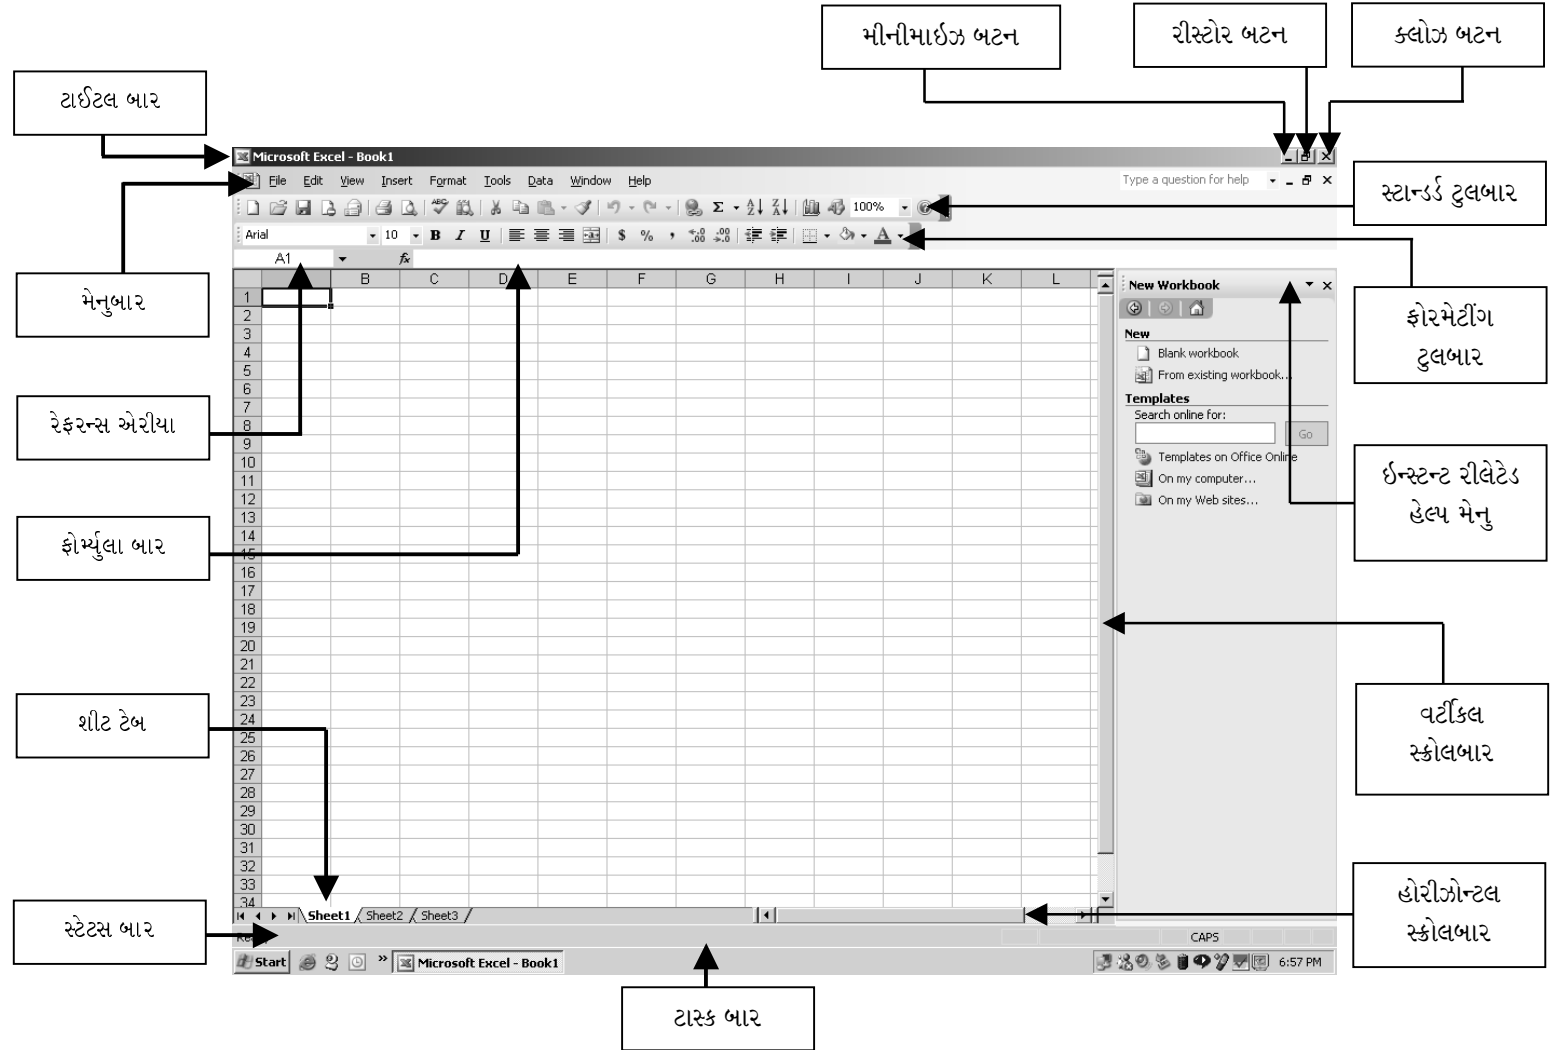 મીનીમાઇઝ બટન
રીસ્ટોર બટન
ક્લોઝ બટન
ટાઈટલ બાર
Microsoft Excel - Book1
File Edit View Insert Format Tools Data Window Help
Type a question for help
સ્ટાન્ડર્ડ ટુલબાર
100%
Arial 10 B I U $ % ,
A1 fx
મેનુબાર
B C D E F G H I J K L
New Workbook
ફોરમેટીંગ
ટુલબાર
New
Blank workbook
From existing workbook...
Templates
Search online for:
Go
Templates on Office Online
On my computer...
On my Web sites...
રેફરન્સ એરીયા
ઇન્સ્ટન્ટ રીલેટેડ
હેલ્પ મેનુ
ફોર્મ્યુલા બાર
1
2
3
4
5
6
7
8
9
10
11
12
13
14
15
16
17
18
19
20
21
22
23
24
25
26
27
28
29
30
31
32
33
34
શીટ ટેબ
વર્ટીકલ
સ્ક્રોલબાર
હોરીઝોન્ટલ
સ્ક્રોલબાર
Sheet1 Sheet2 Sheet3
સ્ટેટસ બાર
CAPS
Start
Microsoft Excel - Book1
6:57 PM
ટાસ્ક બાર